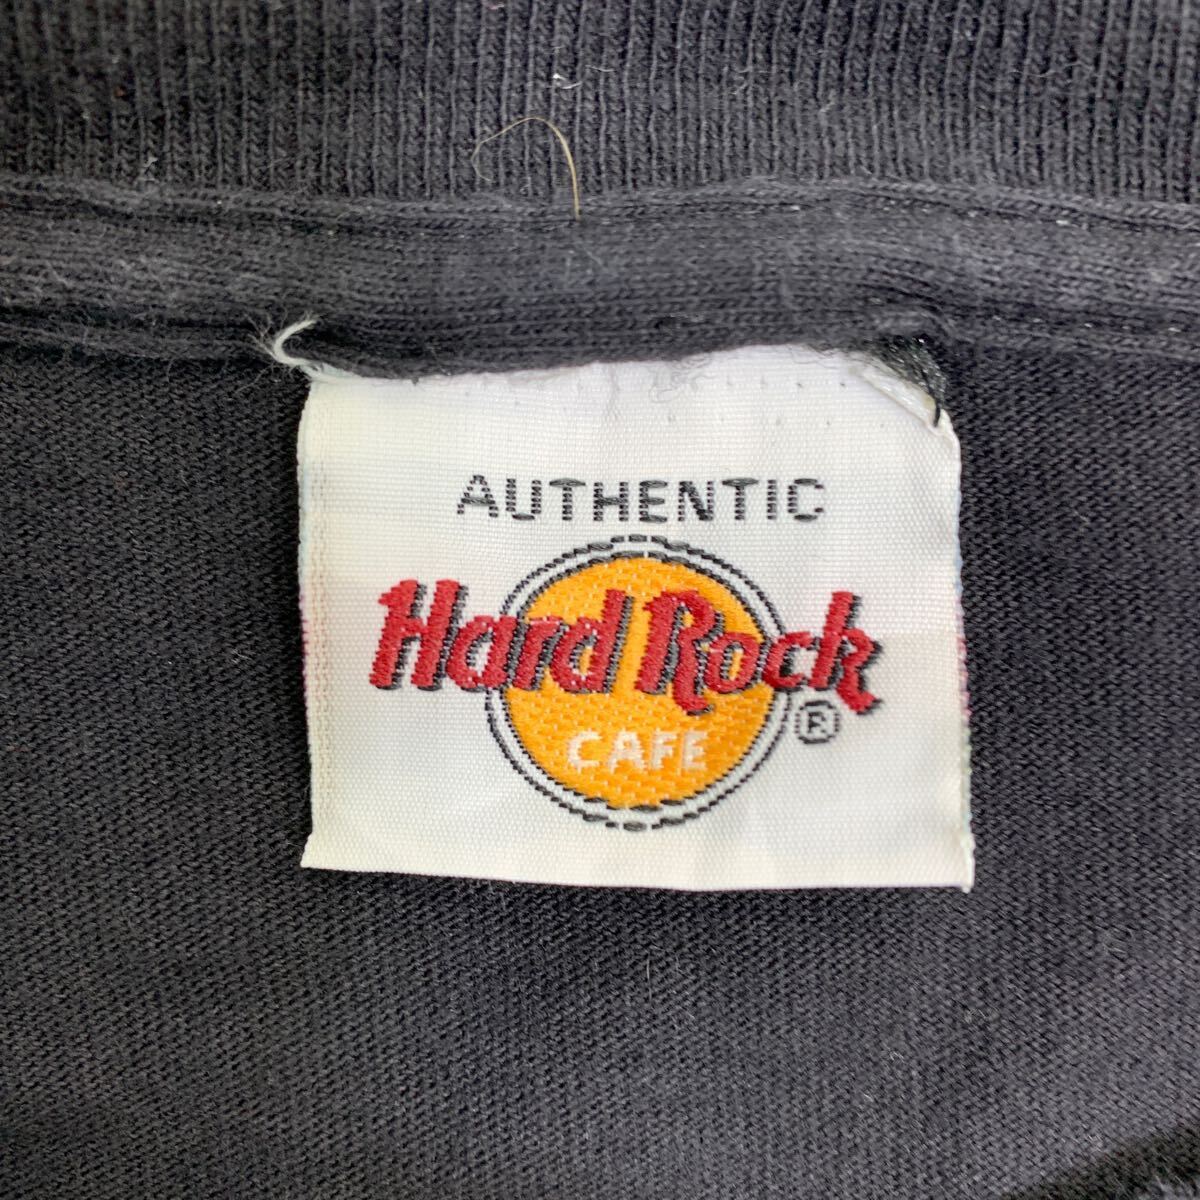 AUTHENTIC
Hard Rock
CAFE
®